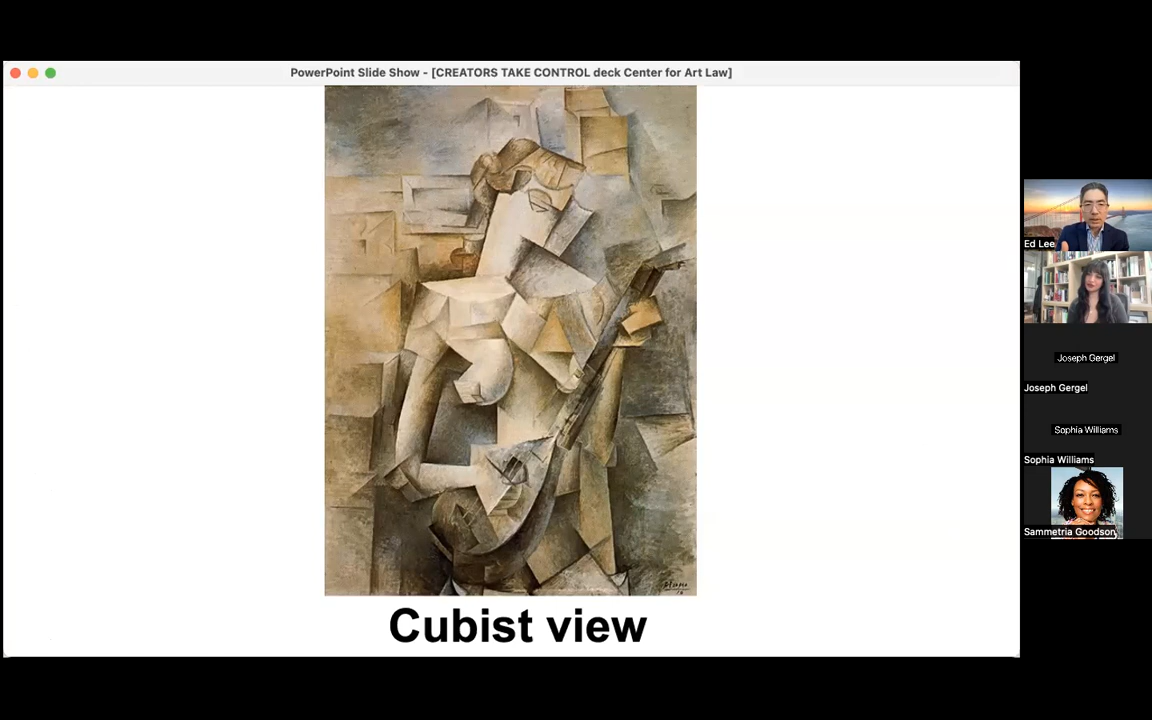 PowerPoint Slide Show - [CREATORS TAKE CONTROL deck Center for Art Law]
Cubist view
Ed Lee
Joseph Gergel
Joseph Gergel
Sophia Williams
Sophia Williams
Sammetria Goodson